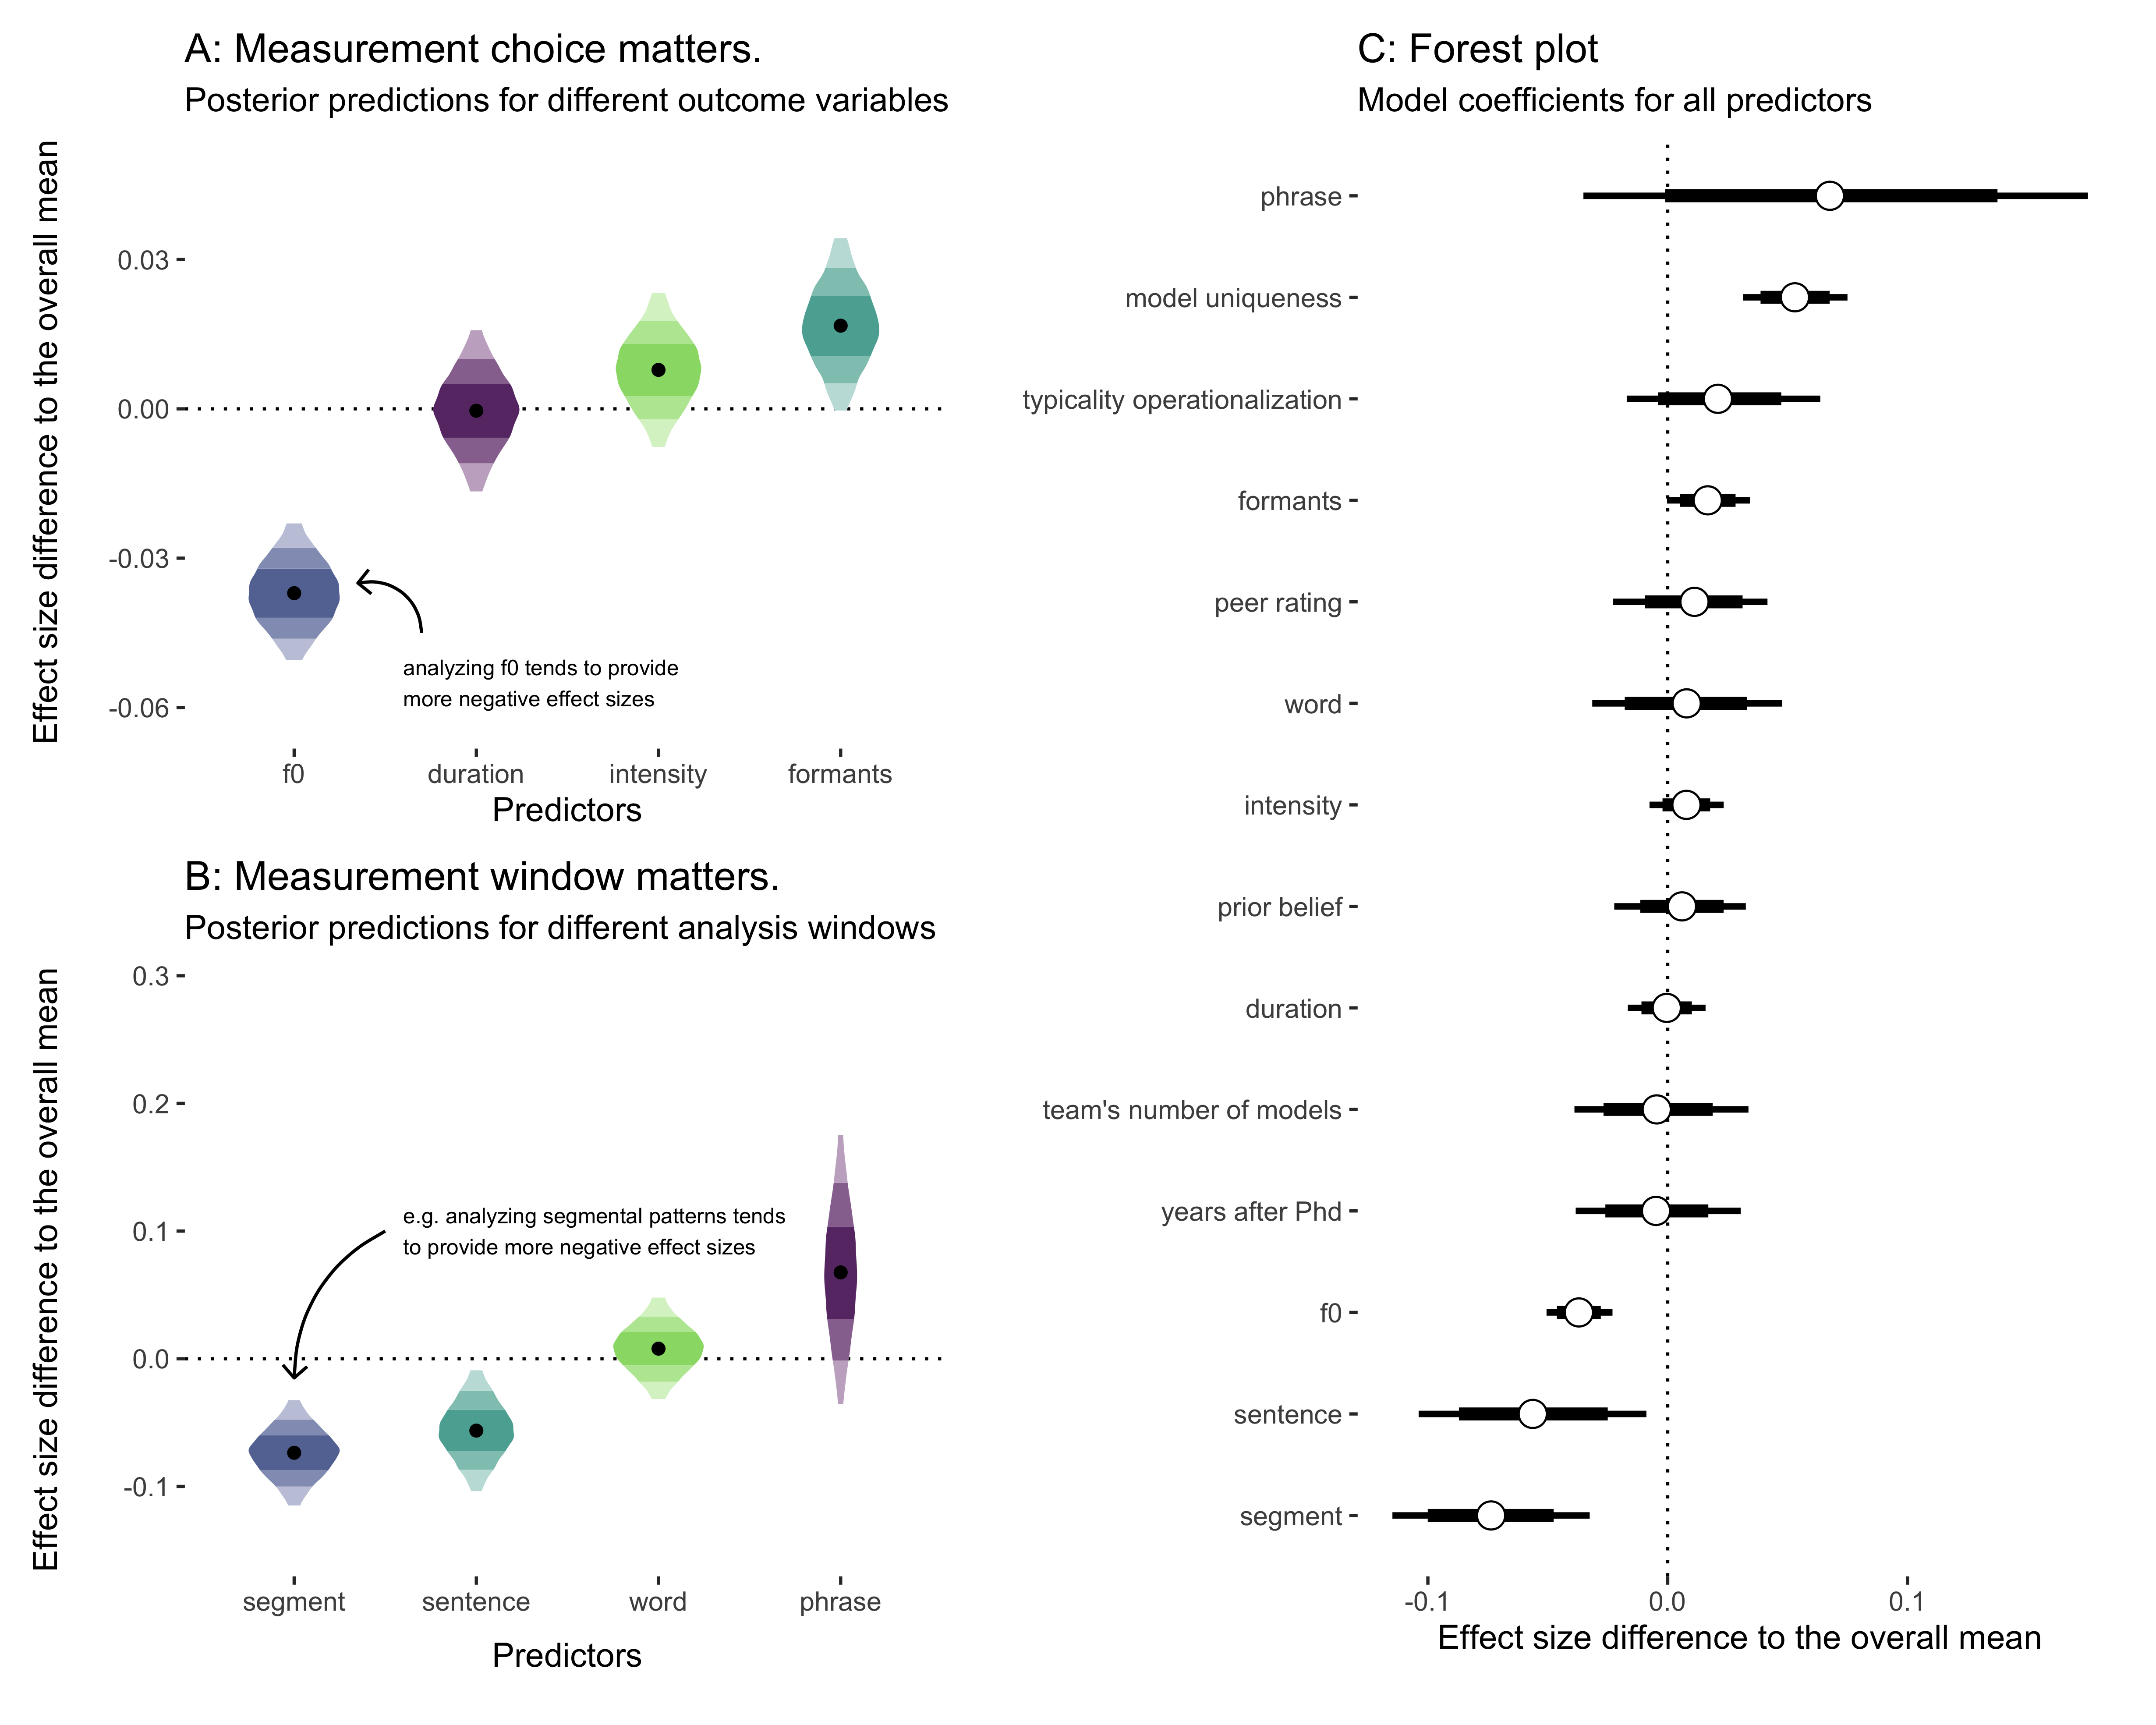 A: Measurement choice matters.
Posterior predictions for different outcome variables
Effect size difference to the overall mean
0.03
0.00
-0.03
-0.06
analyzing f0 tends to provide
more negative effect sizes
f0
duration
intensity
formants
Predictors
B: Measurement window matters.
Posterior predictions for different analysis windows
Effect size difference to the overall mean
0.3
0.2
0.1
0.0
-0.1
e.g. analyzing segmental patterns tends
to provide more negative effect sizes
segment
sentence
word
phrase
Predictors
C: Forest plot
Model coefficients for all predictors
phrase
model uniqueness
typicality operationalization
formants
peer rating
word
intensity
prior belief
duration
team's number of models
years after Phd
f0
sentence
segment
-0.1
0.0
0.1
Effect size difference to the overall mean